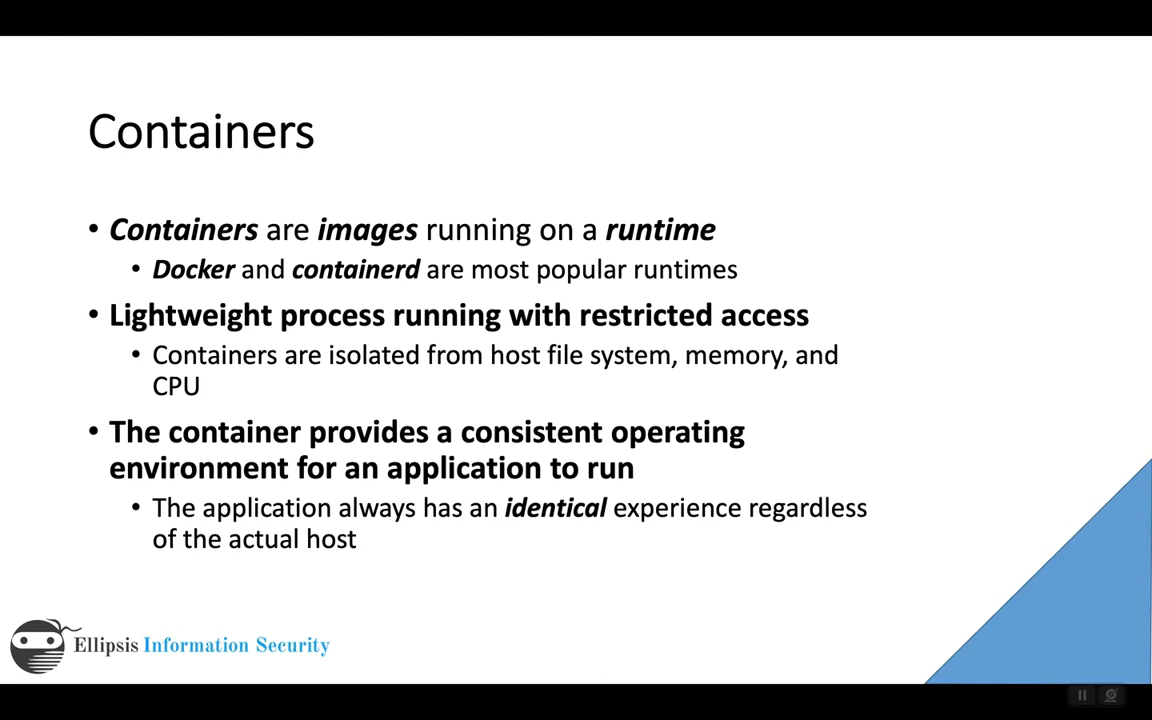 Containers
• Containers are images running on a runtime
• Docker and containerd are most popular runtimes
• Lightweight process running with restricted access
• Containers are isolated from host file system, memory, and
CPU
• The container provides a consistent operating
environment for an application to run
• The application always has an identical experience regardless
of the actual host
Ellipsis Information Security